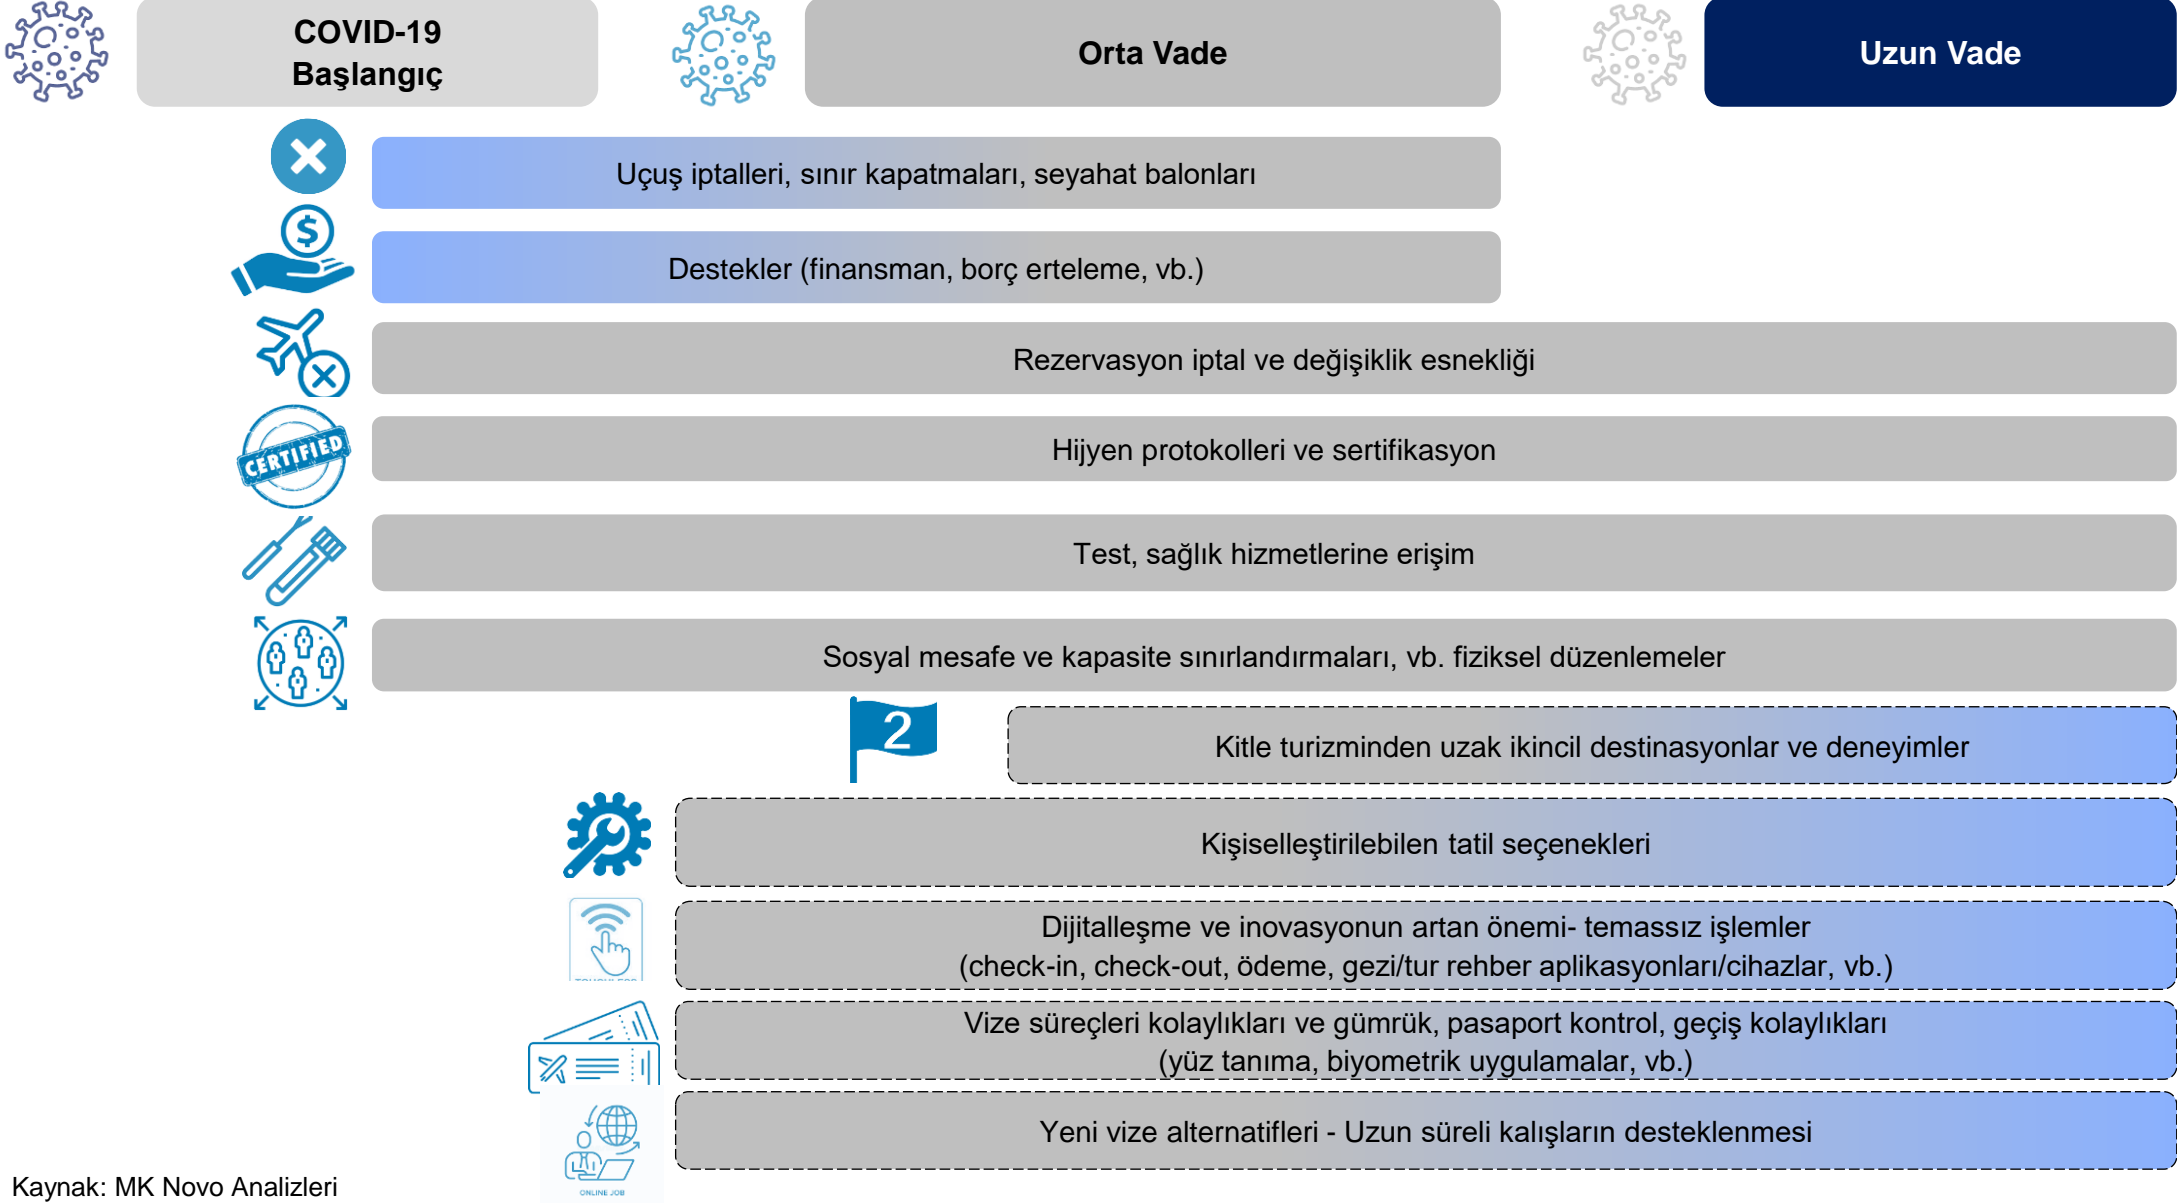 COVID-19
Başlangıç
Orta Vade
Uzun Vade
Uçuş iptalleri, sınır kapatmaları, seyahat balonları
$
Destekler (finansman, borç erteleme, vb.)
Rezervasyon iptal ve değişiklik esnekliği
CERTIFIED
Hijyen protokolleri ve sertifikasyon
Test, sağlık hizmetlerine erişim
Sosyal mesafe ve kapasite sınırlandırmaları, vb. fiziksel düzenlemeler
2
Kitle turizminden uzak ikincil destinasyonlar ve deneyimler
Kişiselleştirilebilen tatil seçenekleri
Dijitalleşme ve inovasyonun artan önemi- temassız işlemler
(check-in, check-out, ödeme, gezi/tur rehber aplikasyonları/cihazlar, vb.)
Vize süreçleri kolaylıkları ve gümrük, pasaport kontrol, geçiş kolaylıkları
(yüz tanıma, biyometrik uygulamalar, vb.)
Yeni vize alternatifleri - Uzun süreli kalışların desteklenmesi
ONLINE JOB
Kaynak: MK Novo Analizleri